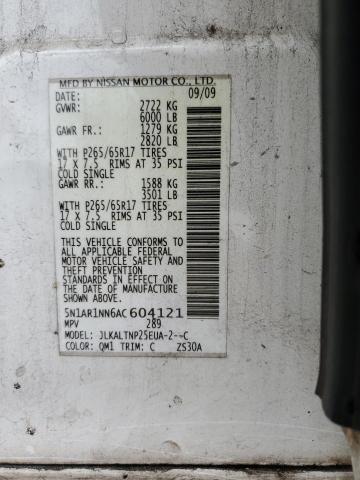 MFD BY NISSAN MOTOR CO., LTD.
DATE: 09/09
GVWR: 2722 KG
6000 LB
GAWR FR.: 1279 KG
2820 LB
WITH P265/65R17 TIRES
17 X 7.5 RIMS AT 35 PSI
COLD SINGLE
GAWR RR.: 1588 KG
3501 LB
WITH P265/65R17 TIRES
17 X 7.5 RIMS AT 35 PSI
COLD SINGLE
THIS VEHICLE CONFORMS TO
ALL APPLICABLE FEDERAL
MOTOR VEHICLE SAFETY AND
THEFT PREVENTION
STANDARDS IN EFFECT ON
THE DATE OF MANUFACTURE
SHOWN ABOVE.
5N1AR1NN6AC604121
MPV 289
MODEL: JLKALTNP25EUA-2--C
COLOR: QM1 TRIM: C ZS30A